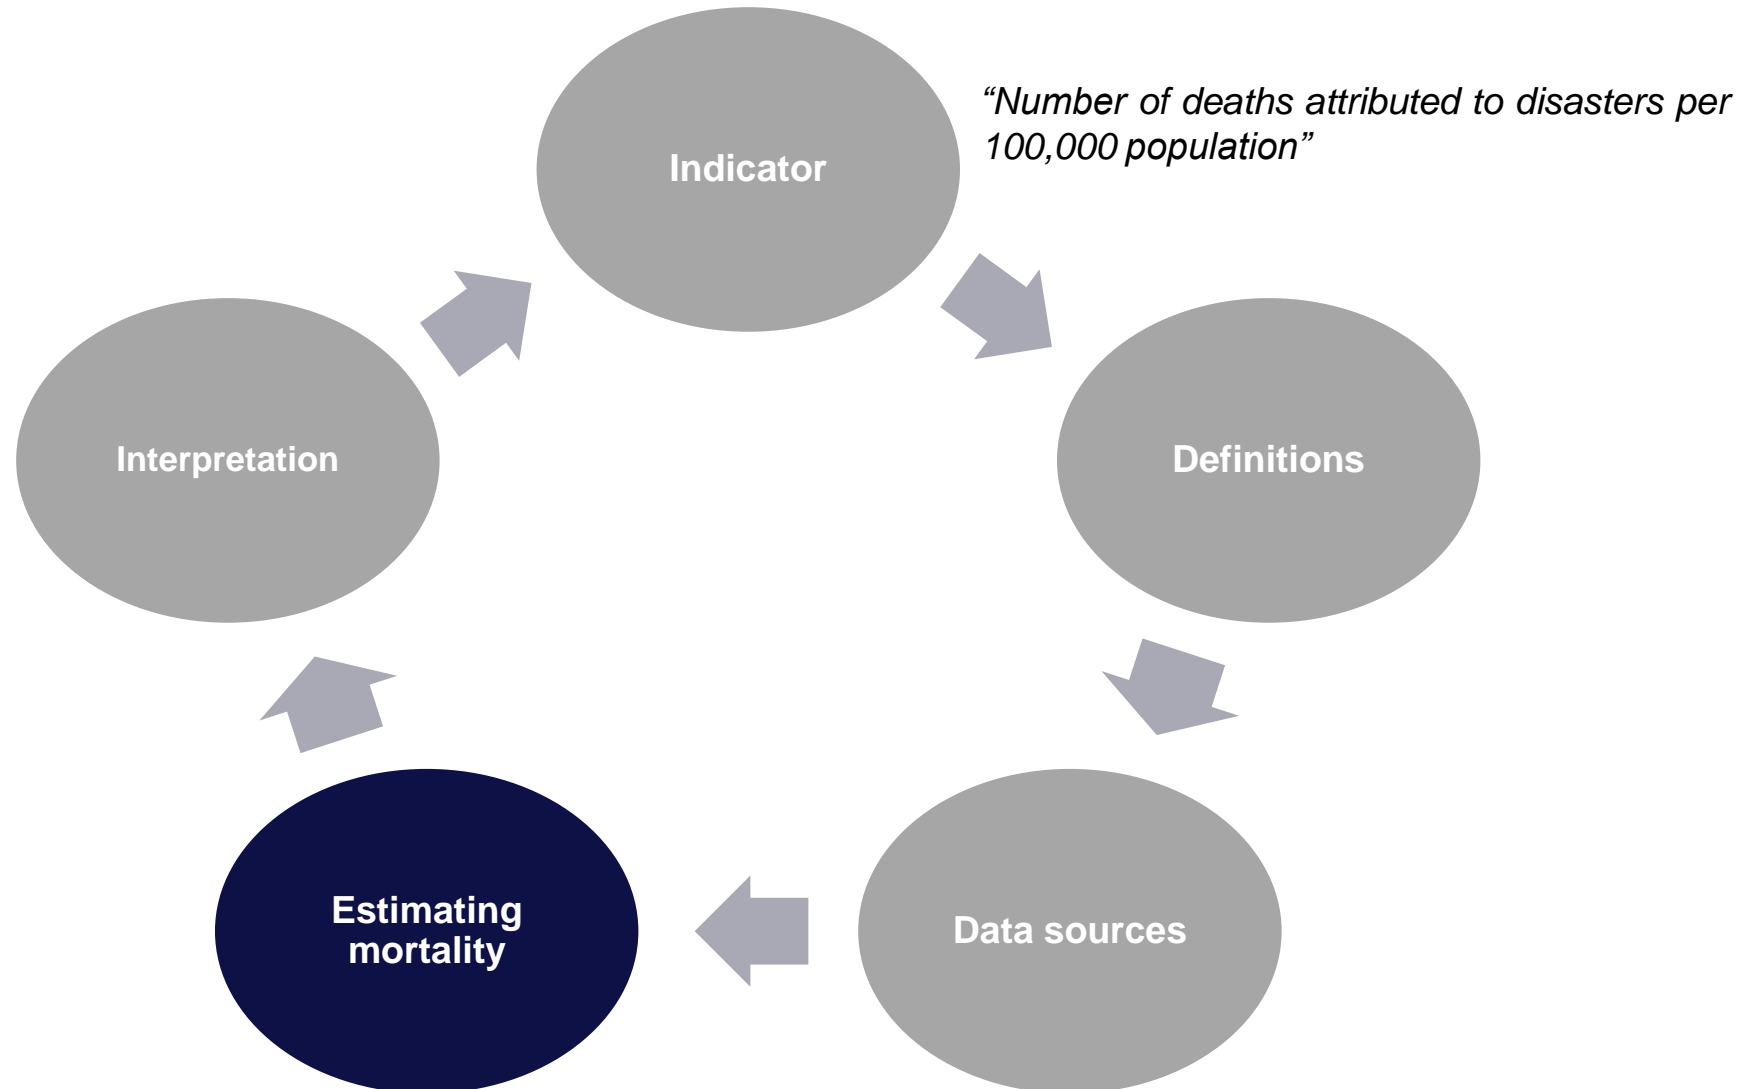 “Number of deaths attributed to disasters per
100,000 population”
Indicator
Interpretation
Definitions
Estimating
mortality
Data sources